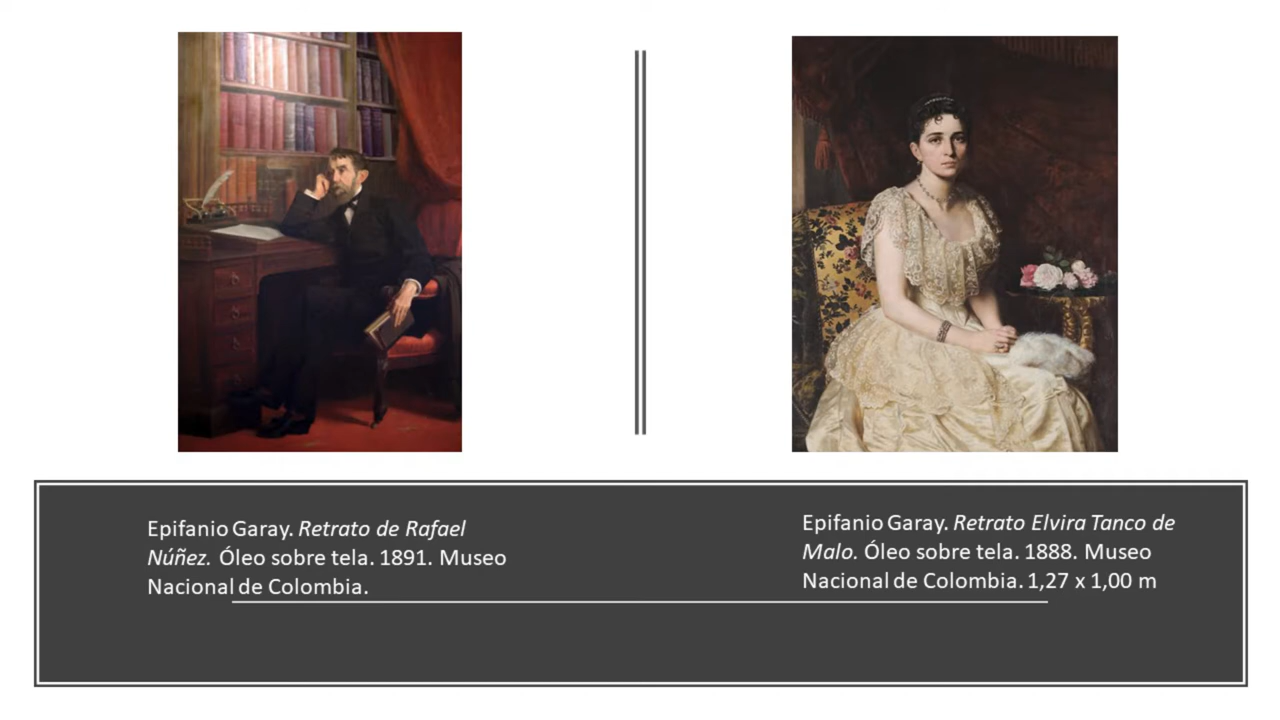 Epifanio Garay. Retrato de Rafael
Núñez. Óleo sobre tela. 1891. Museo
Nacional de Colombia.
Epifanio Garay. Retrato Elvira Tanco de
Malo. Óleo sobre tela. 1888. Museo
Nacional de Colombia. 1,27 x 1,00 m